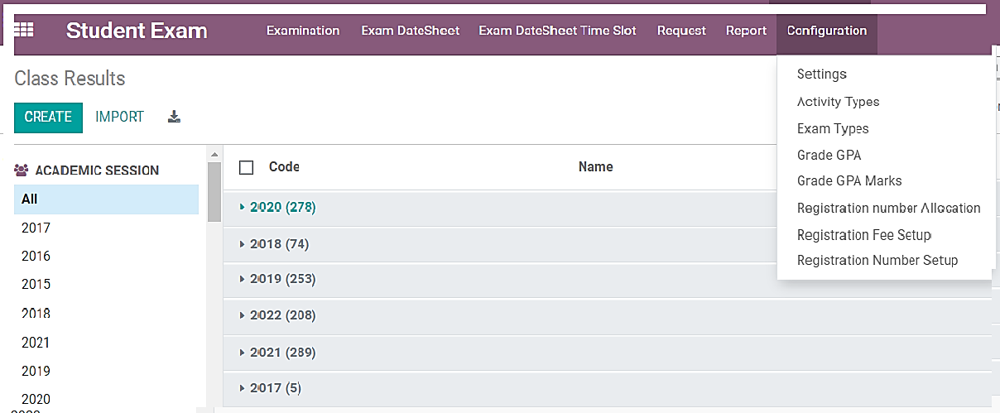 Student Exam Examination Exam DateSheet Exam DateSheet Time Slot Request Report Configuration
Class Results
CREATE IMPORT
Settings
Activity Types
Exam Types
Grade GPA
Grade GPA Marks
Registration number Allocation
Registration Fee Setup
Registration Number Setup
ACADEMIC SESSION
All
2017
2016
2015
2018
2021
2019
2020
Code Name
2020 (278)
2018 (74)
2019 (253)
2022 (208)
2021 (289)
2017 (5)